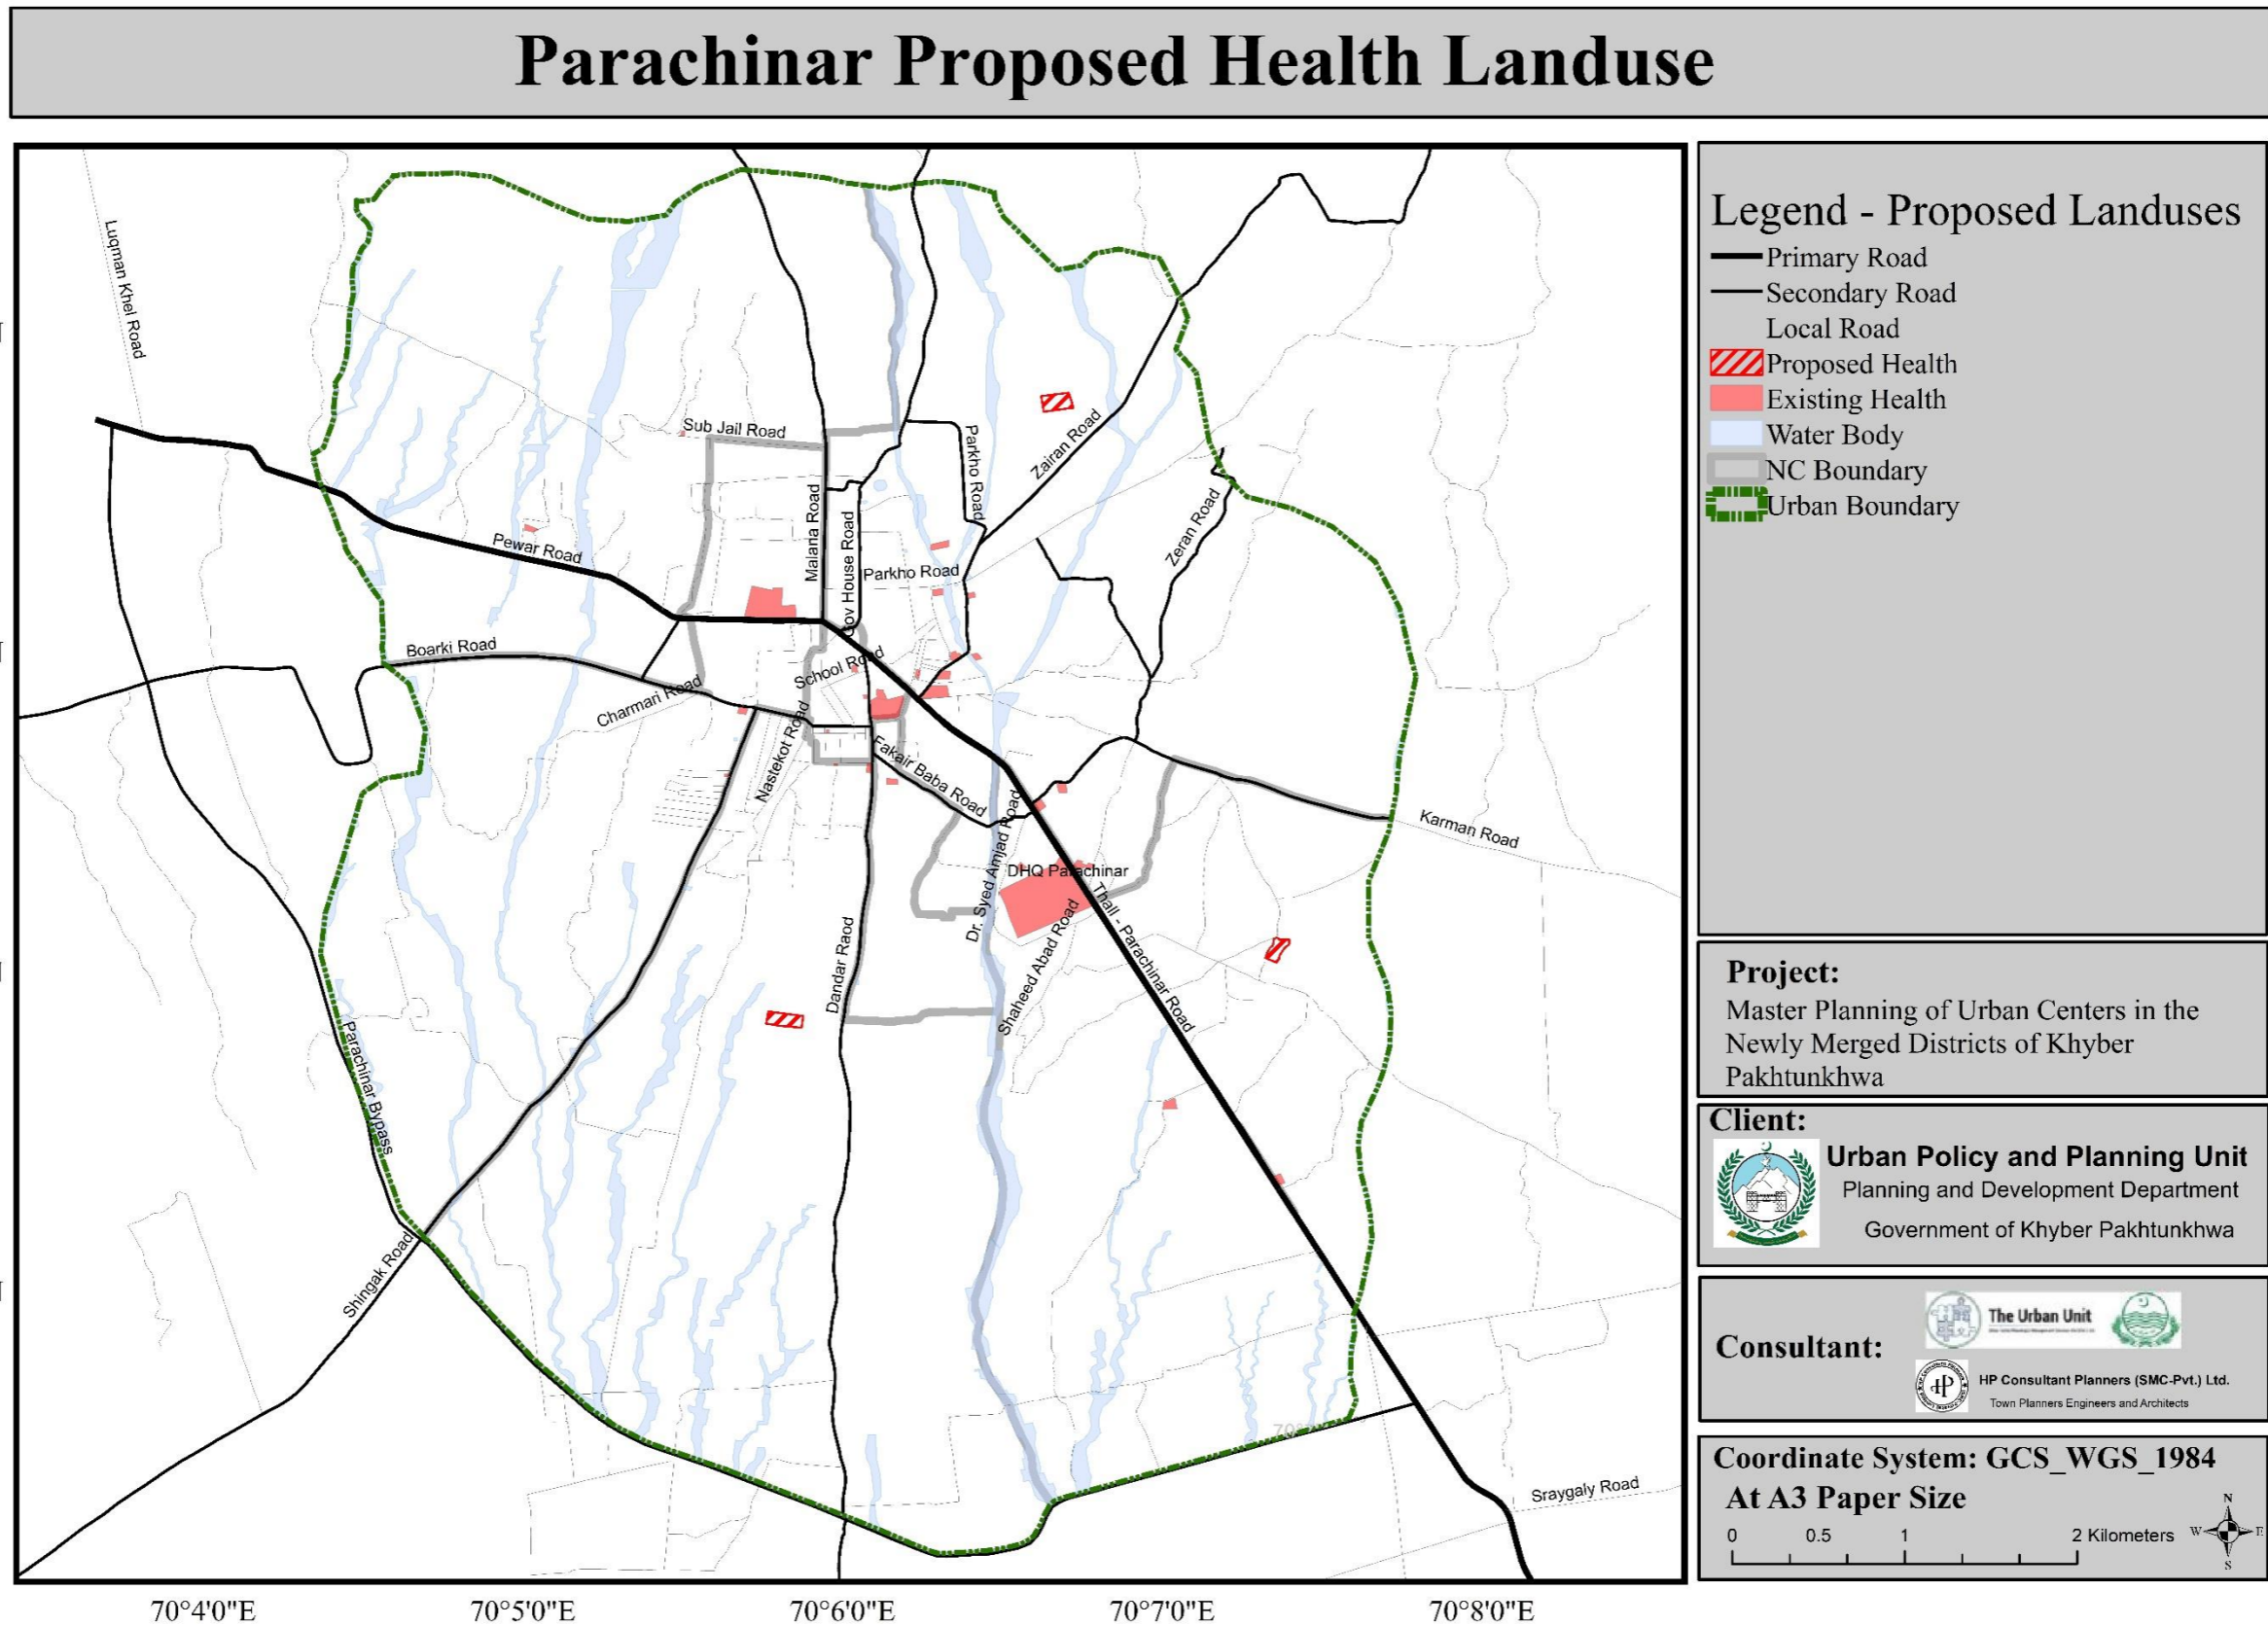 Parachinar Proposed Health Landuse
Luqman Khel Road
Sub Jail Road
Parkho Road
Zairan Road
Malana Road
Gov House Road
Zeran Road
Pewar Road
Parkho Road
Boarki Road
School Road
Charmari Road
Nastekot Road
Fakair Baba Road
Karman Road
Dr. Syed Amjad Road
DHQ Parachinar
Thall - Parachinar Road
Shaheed Abad Road
Dandar Raod
Parachinar Bypass
Shingak Road
Sraygaly Road
70°4'0"E
70°5'0"E
70°6'0"E
70°7'0"E
70°8'0"E
Legend - Proposed Landuses
Primary Road
Secondary Road
Local Road
Proposed Health
Existing Health
Water Body
NC Boundary
Urban Boundary
Project:
Master Planning of Urban Centers in the
Newly Merged Districts of Khyber
Pakhtunkhwa
Client:
Urban Policy and Planning Unit
Planning and Development Department
Government of Khyber Pakhtunkhwa
Consultant:
The Urban Unit
HP
HP Consultant Planners (SMC-Pvt.) Ltd.
Town Planners Engineers and Architects
Coordinate System: GCS_WGS_1984
At A3 Paper Size
0 0.5 1 2 Kilometers
N
W E
S